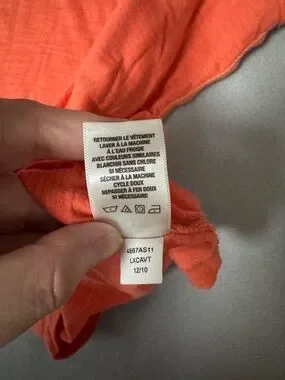 RETOURNER LE VÊTEMENT
LAVER À LA MACHINE
À L'EAU FROIDE
AVEC COULEURS SIMILAIRES
BLANCHIR SANS CHLORE
SI NÉCESSAIRE
SÉCHER À LA MACHINE
CYCLE DOUX
REPASSER À FER DOUX
SI NÉCESSAIRE
4667AS11
LXCAVT
12/10